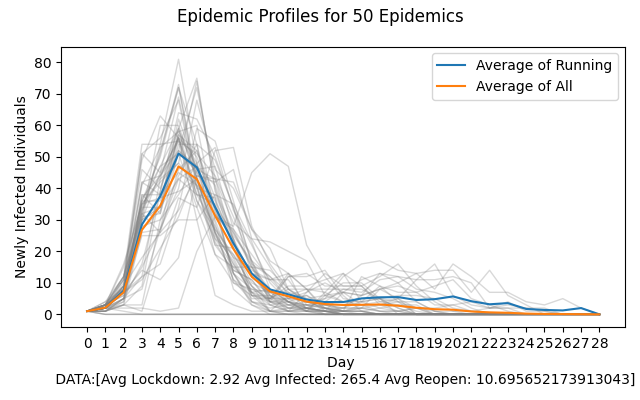 Epidemic Profiles for 50 Epidemics
Average of Running
Average of All
Newly Infected Individuals
80
70
60
50
40
30
20
10
0
0 1 2 3 4 5 6 7 8 9 10 11 12 13 14 15 16 17 18 19 20 21 22 23 24 25 26 27 28
Day
DATA:[Avg Lockdown: 2.92 Avg Infected: 265.4 Avg Reopen: 10.695652173913043]